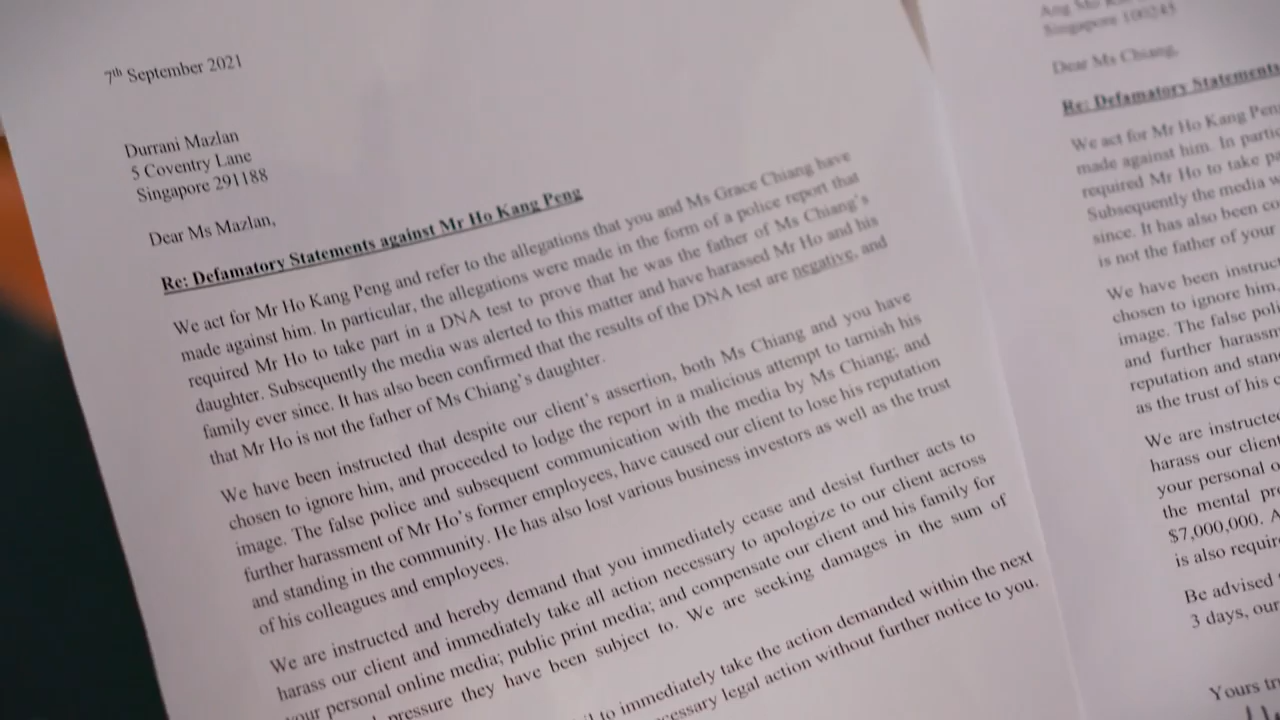 7th September 2021
Durrani Mazlan
5 Coventry Lane
Singapore 291188
Dear Ms Mazlan,
Re: Defamatory Statements against Mr Ho Kang Peng
We act for Mr Ho Kang Peng and refer to the allegations that you and Ms Grace Chiang have
made against him. In particular, the allegations were made in the form of a police report that
required Mr Ho to take part in a DNA test to prove that he was the father of Ms Chiang's
daughter. Subsequently the media was alerted to this matter and have harassed Mr Ho and his
family ever since. It has also been confirmed that the results of the DNA test are negative, and
that Mr Ho is not the father of Ms Chiang's daughter.
We have been instructed that despite our client's assertion, both Ms Chiang and you have
chosen to ignore him, and proceeded to lodge the report in a malicious attempt to tarnish his
image. The false police and subsequent communication with the media by Ms Chiang; and
further harassment of Mr Ho's former employees, have caused our client to lose his reputation
and standing in the community. He has also lost various business investors as well as the trust
of his colleagues and employees.
We are instructed and hereby demand that you immediately cease and desist further acts to
harass our client and immediately take all action necessary to apologize to our client across
your personal online media; public print media; and compensate our client and his family for
pressure they have been subject to. We are seeking damages in the sum of
to immediately take the action demanded within the next
legal action without further notice to you.
Ang Mo
Singapore 100245
Dear Ms Chiang,
Re: Defamatory Statements
We act for Mr Ho Kang Peng
made against him. In
required Mr Ho to take
Subsequently the media
since. It has also been
is not the father of your
We have been
chosen to ignore him,
image. The false
and further
reputation and
as the trust of his
We are
harass our
your personal
the mental
$7,000,000.
is also
Be advised
3 days, our
Yours